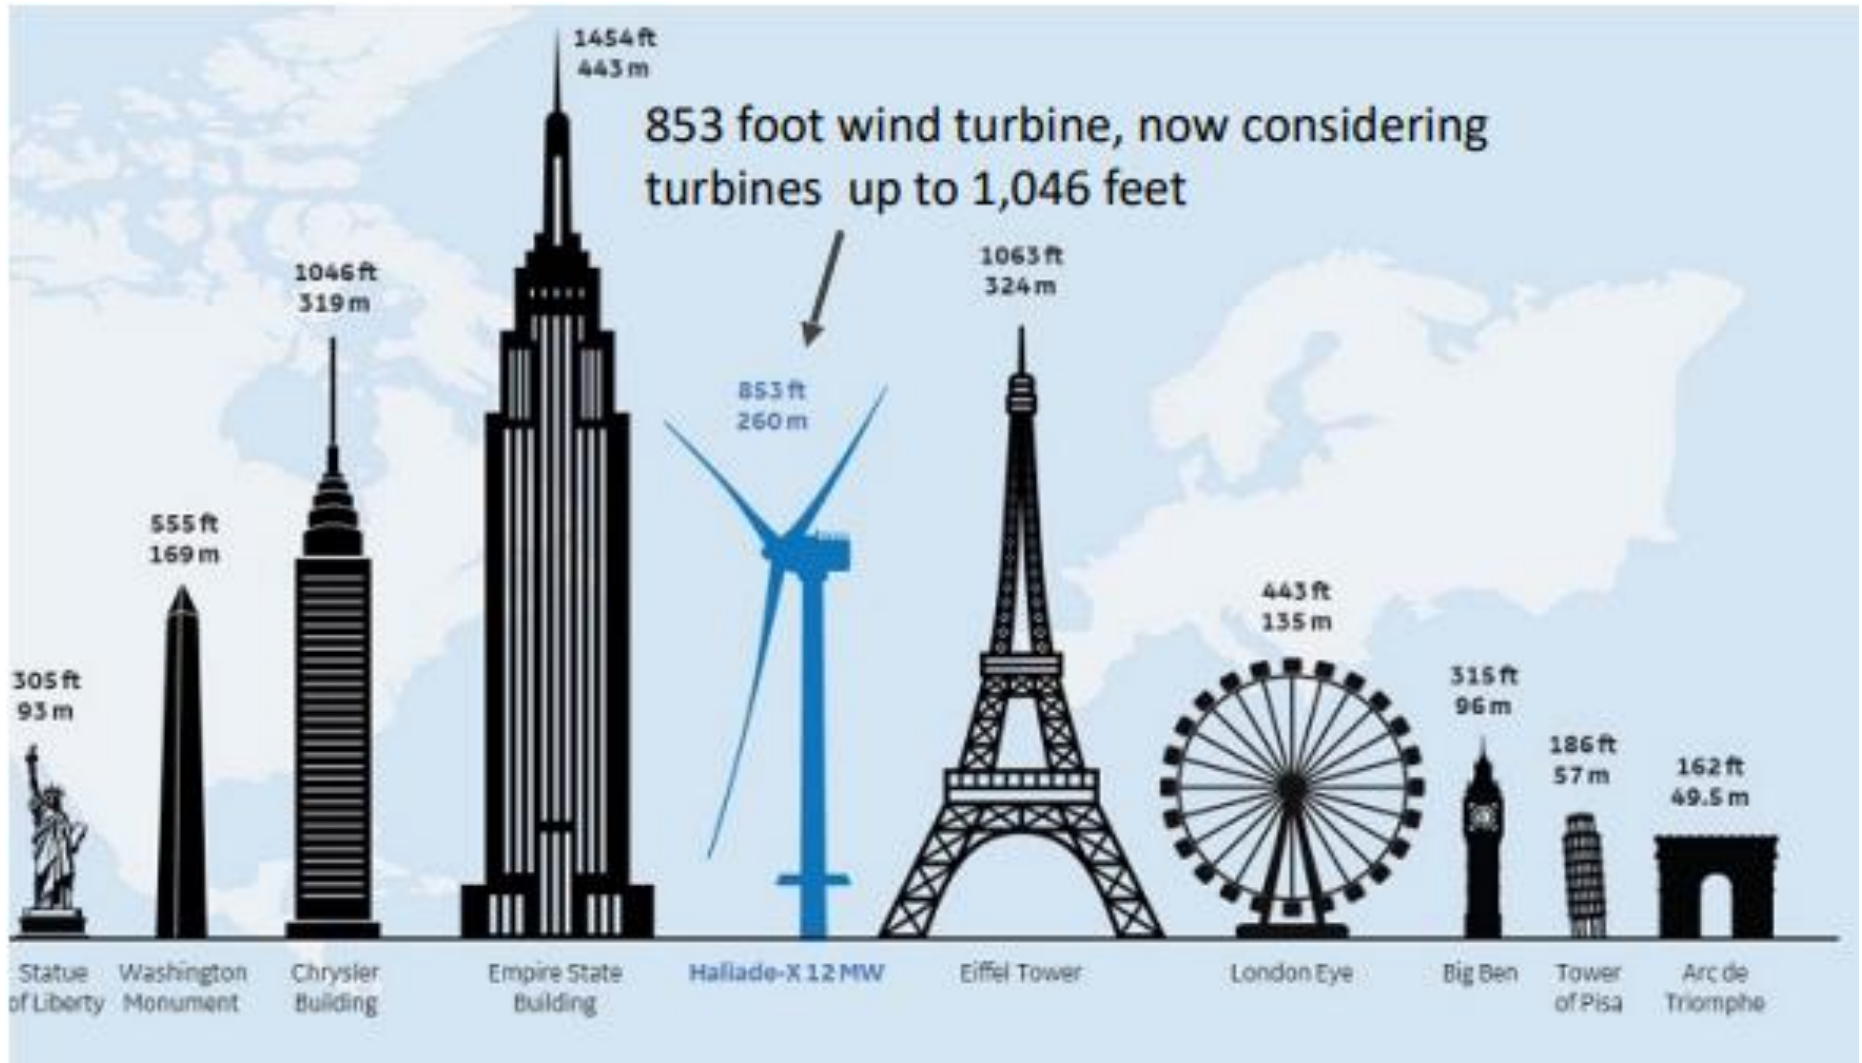 1454 ft
443 m
853 foot wind turbine, now considering
turbines up to 1,046 feet
1046 ft
319 m
1063 ft
324 m
853 ft
260 m
555 ft
169 m
443 ft
135 m
305 ft
93 m
315 ft
96 m
186 ft
57 m
162 ft
49.5 m
Statue
of Liberty
Washington
Monument
Chrysler
Building
Empire State
Building
Haliade-X 12 MW
Eiffel Tower
London Eye
Big Ben
Tower
of Pisa
Arc de
Triomphe